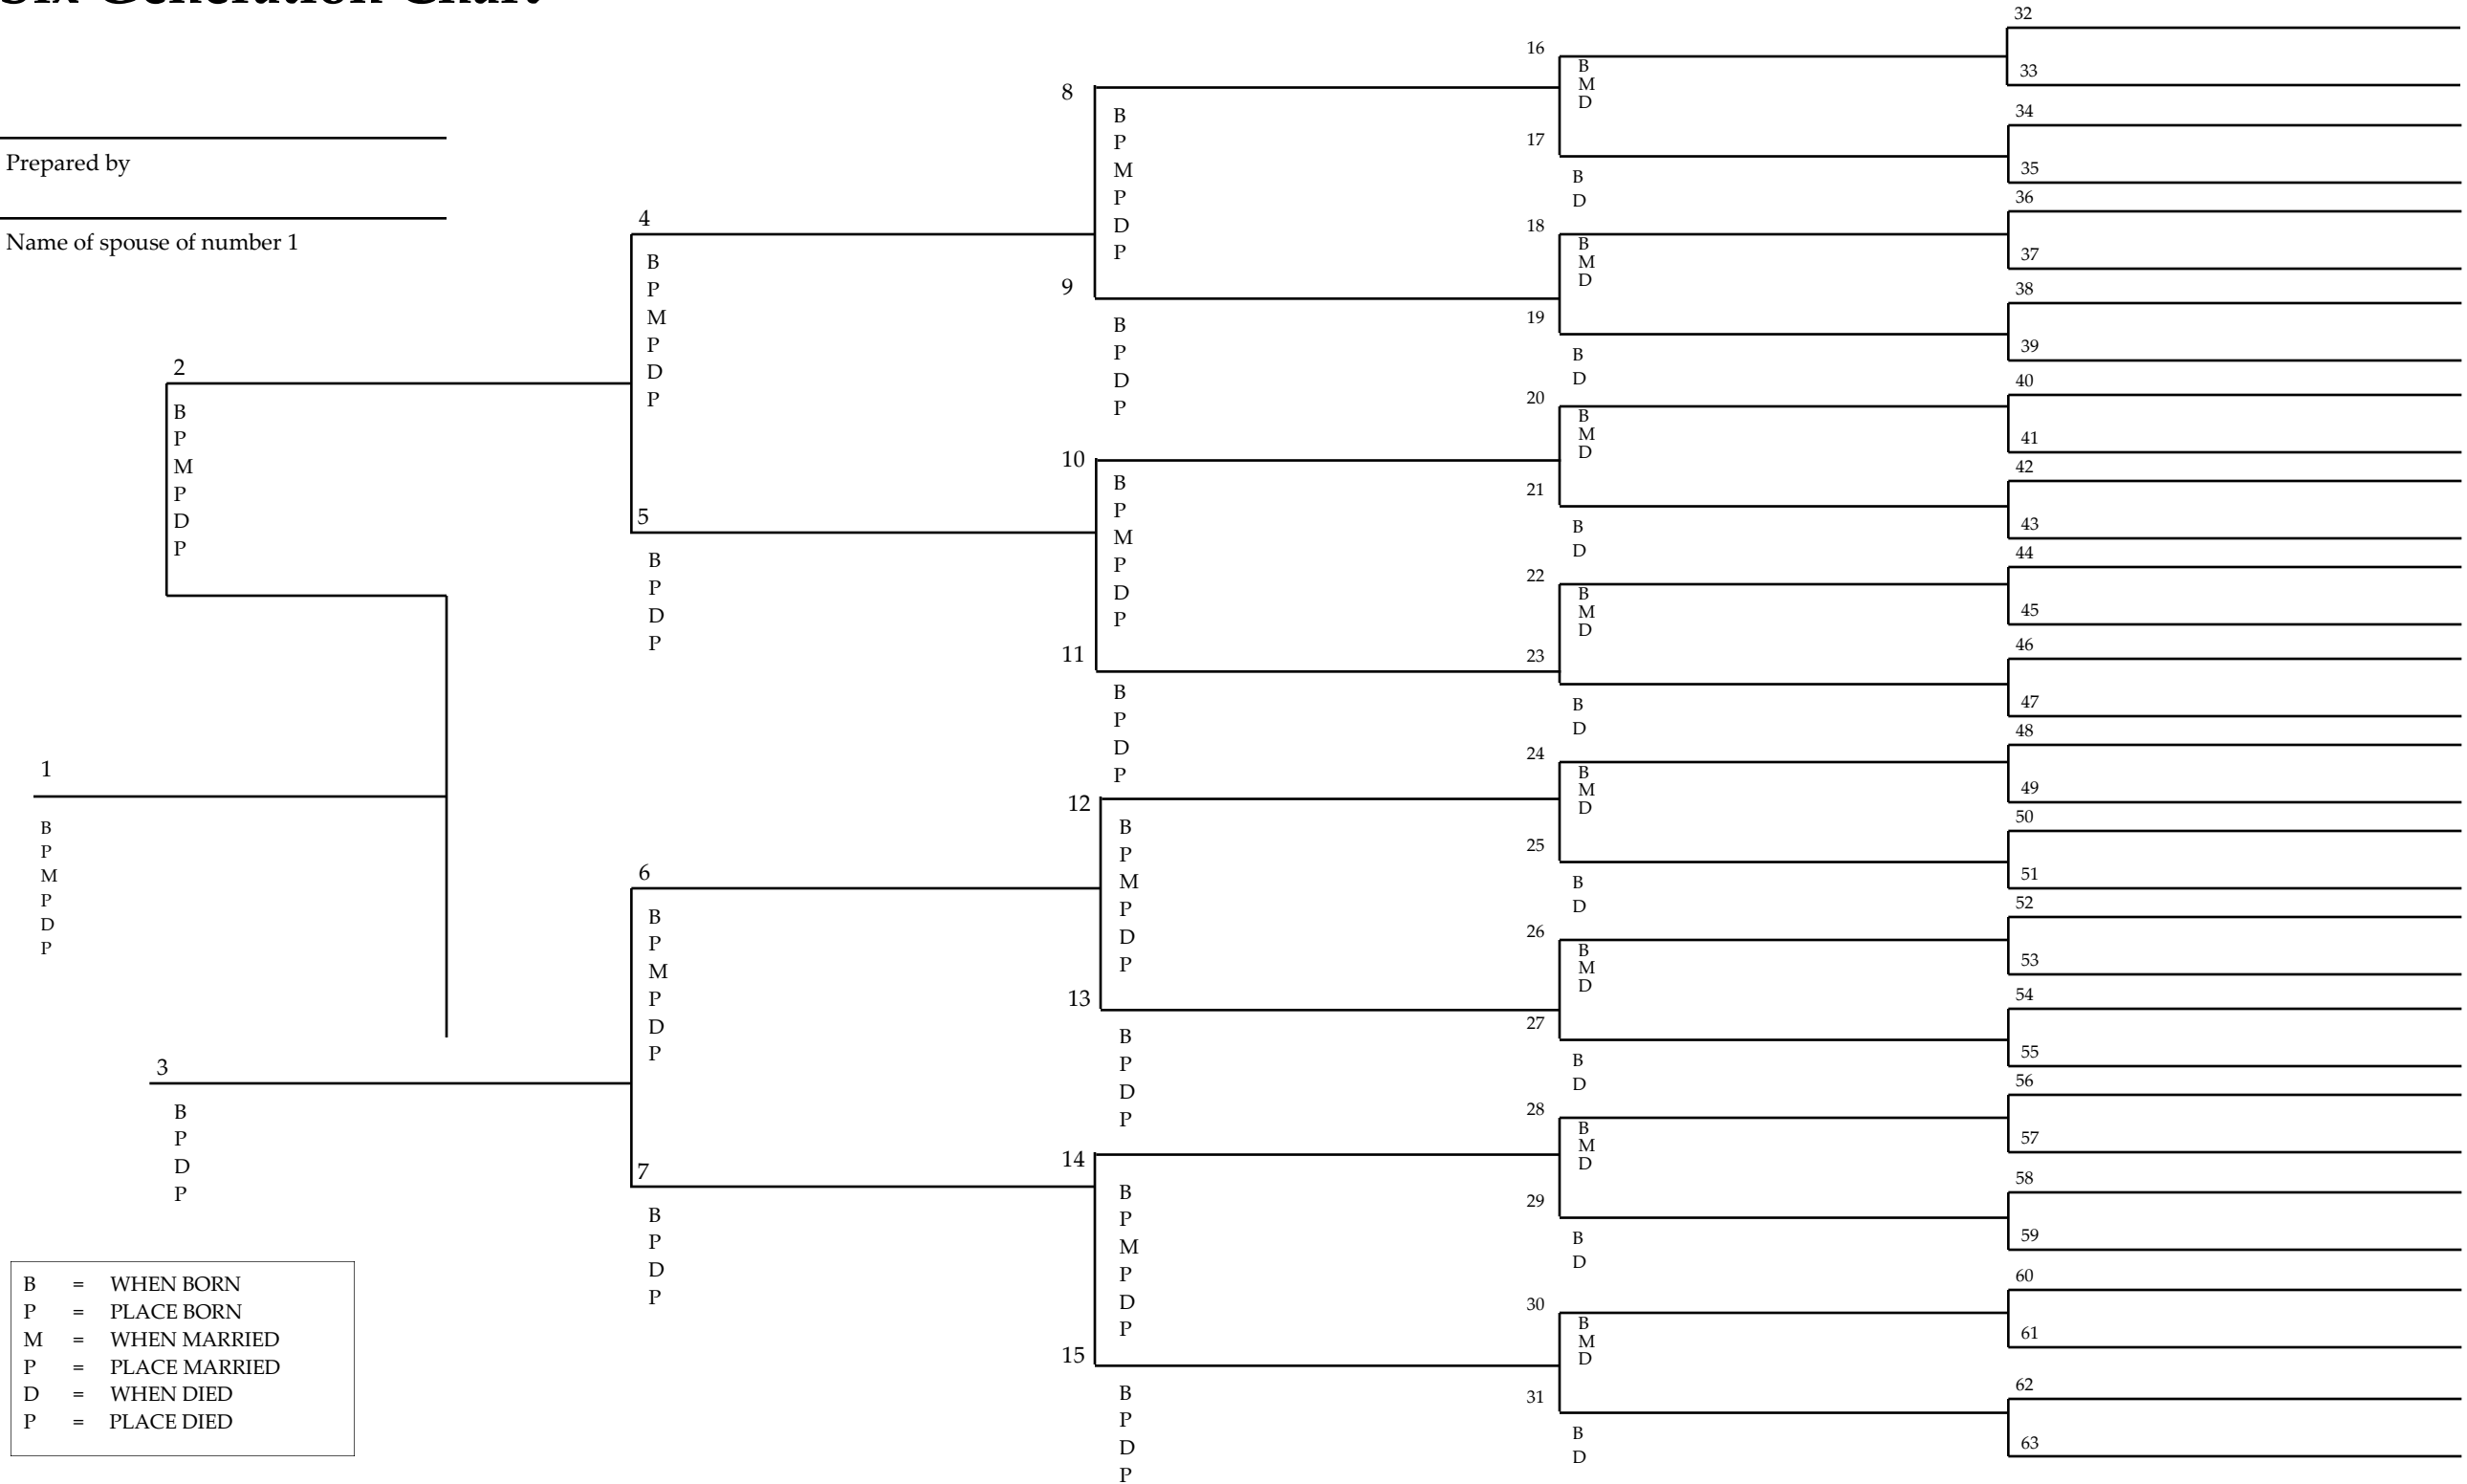 Six Generation Chart
Prepared by
Name of spouse of number 1
1
B
P
M
P
D
P
2
B
P
M
P
D
P
3
B
P
D
P
B = WHEN BORN
P = PLACE BORN
M = WHEN MARRIED
P = PLACE MARRIED
D = WHEN DIED
P = PLACE DIED
4
B
P
M
P
D
P
5
B
P
D
P
6
B
P
M
P
D
P
7
B
P
D
P
8
B
P
M
P
D
P
9
B
P
D
P
10
B
P
M
P
D
P
11
B
P
D
P
12
B
P
M
P
D
P
13
B
P
D
P
14
B
P
M
P
D
P
15
B
P
D
P
16
B
M
D
17
B
D
18
B
M
D
19
B
D
20
B
M
D
21
B
D
22
B
M
D
23
B
D
24
B
M
D
25
B
D
26
B
M
D
27
B
D
28
B
M
D
29
B
D
30
B
M
D
31
B
D
32
33
34
35
36
37
38
39
40
41
42
43
44
45
46
47
48
49
50
51
52
53
54
55
56
57
58
59
60
61
62
63